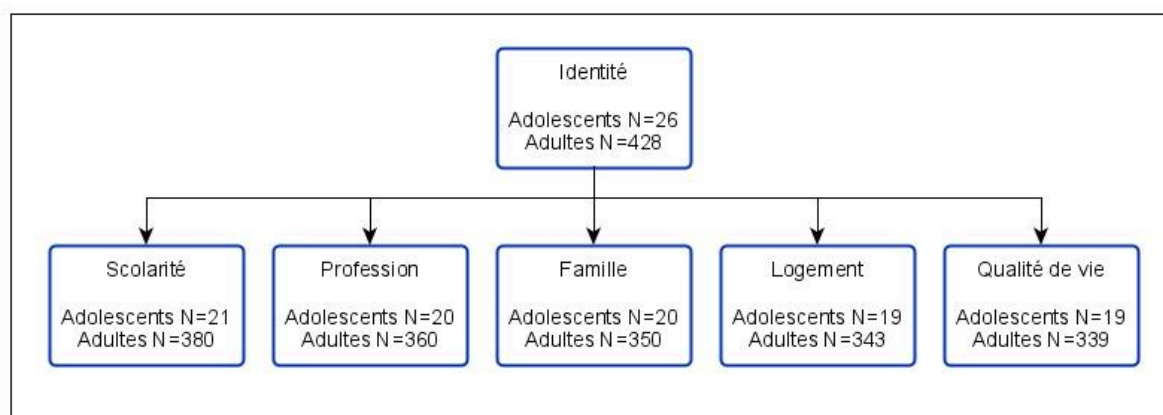 Identité
Adolescents N=26
Adultes N=428
Scolarité
Adolescents N=21
Adultes N=380
Profession
Adolescents N=20
Adultes N=360
Famille
Adolescents N=20
Adultes N=350
Logement
Adolescents N=19
Adultes N=343
Qualité de vie
Adolescents N=19
Adultes N=339